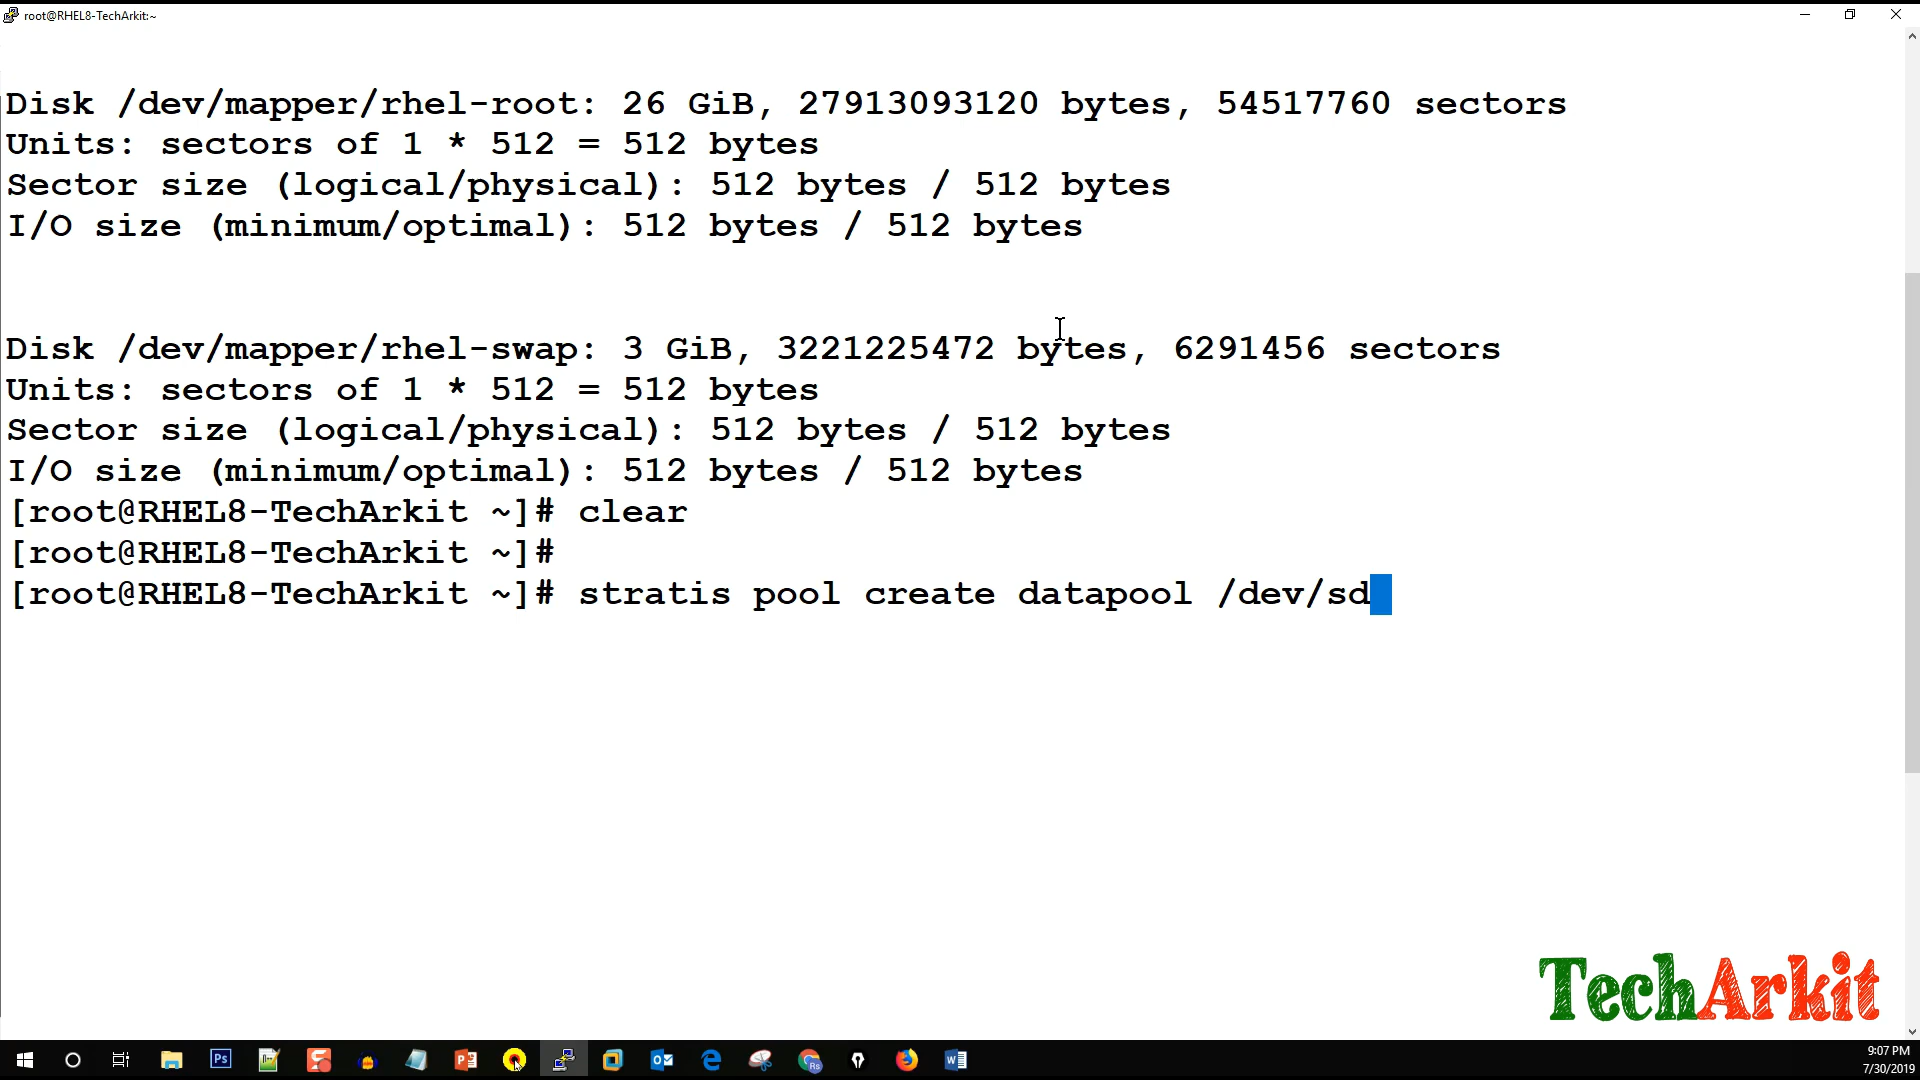 root@RHEL8-TechArkit:~
Disk /dev/mapper/rhel-root: 26 GiB, 27913093120 bytes, 54517760 sectors
Units: sectors of 1 * 512 = 512 bytes
Sector size (logical/physical): 512 bytes / 512 bytes
I/O size (minimum/optimal): 512 bytes / 512 bytes
Disk /dev/mapper/rhel-swap: 3 GiB, 3221225472 bytes, 6291456 sectors
Units: sectors of 1 * 512 = 512 bytes
Sector size (logical/physical): 512 bytes / 512 bytes
I/O size (minimum/optimal): 512 bytes / 512 bytes
[root@RHEL8-TechArkit ~]# clear
[root@RHEL8-TechArkit ~]#
[root@RHEL8-TechArkit ~]# stratis pool create datapool /dev/sd
TechArkit
9:07 PM
7/30/2019